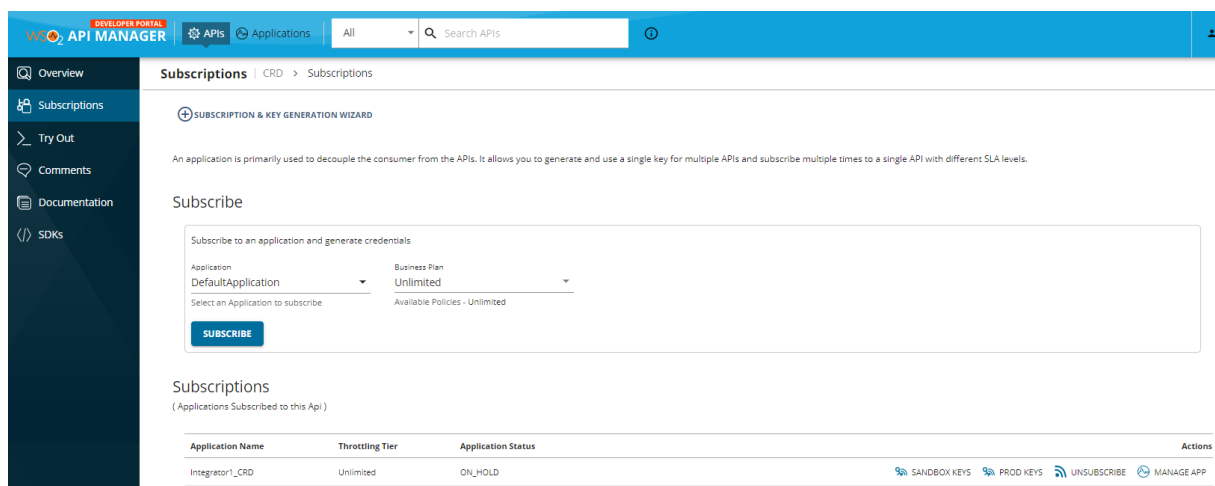 DEVELOPER PORTAL
WSO2 API MANAGER
APIs
Applications
All
Search APIs
Overview
Subscriptions
Try Out
Comments
Documentation
SDKs
Subscriptions | CRD > Subscriptions
SUBSCRIPTION & KEY GENERATION WIZARD
An application is primarily used to decouple the consumer from the APIs. It allows you to generate and use a single key for multiple APIs and subscribe multiple times to a single API with different SLA levels.
Subscribe
Subscribe to an application and generate credentials
Application Business Plan
DefaultApplication Unlimited
Select an Application to subscribe Available Policies - Unlimited
SUBSCRIBE
Subscriptions
( Applications Subscribed to this Api )
Application Name Throttling Tier Application Status Actions
Integrator1_CRD Unlimited ON_HOLD SANDBOX KEYS PROD KEYS UNSUBSCRIBE MANAGE APP